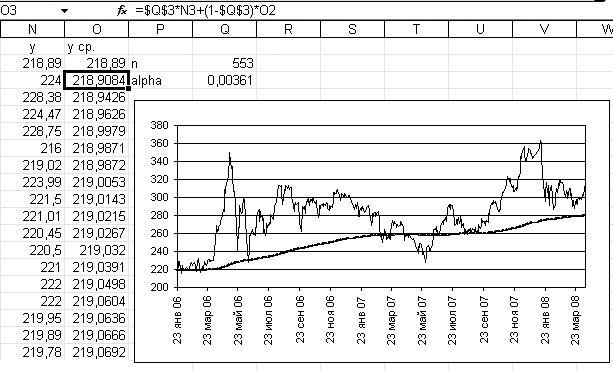 O3 fx =$Q$3*N3+(1-$Q$3)*O2
N O P Q R S T U V W
y y ср.
218,89 218,89 n 553
224 218,9084 alpha 0,00361
228,38 218,9426
224,47 218,9626
228,75 218,9979
216 218,9871
219,02 218,9872
223,99 219,0053
221,5 219,0143
221,01 219,0215
220,45 219,0267
220,5 219,032
221 219,0391
222 219,0498
222 219,0604
219,95 219,0636
219,89 219,0666
219,78 219,0692
380
360
340
320
300
280
260
240
220
200
23 янв 06
23 мар 06
23 май 06
23 июл 06
23 сен 06
23 ноя 06
23 янв 07
23 мар 07
23 май 07
23 июл 07
23 сен 07
23 ноя 07
23 янв 08
23 мар 08